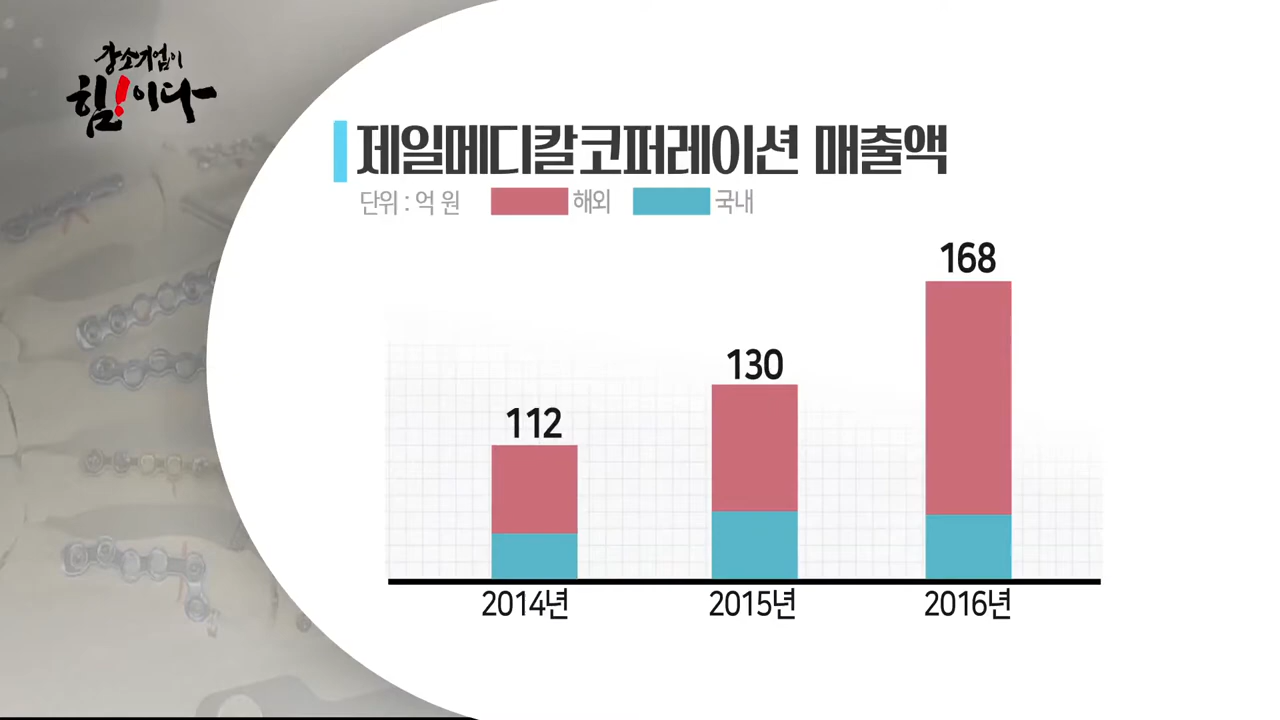 강소기업이
힘!이다
제일메디칼코퍼레이션 매출액
단위 : 억 원 해외 국내
168
130
112
2014년 2015년 2016년